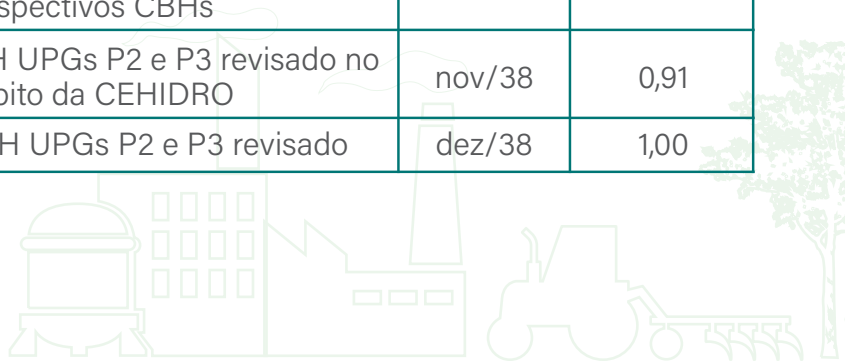 spectivos CBHs
H UPGs P2 e P3 revisado no
bito da CEHIDRO
nov/38
0,91
H UPGs P2 e P3 revisado
dez/38
1,00